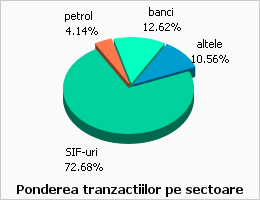 petrol
4.14%
banci
12.62%
altele
10.56%
SIF-uri
72.68%
Ponderea tranzactiilor pe sectoare